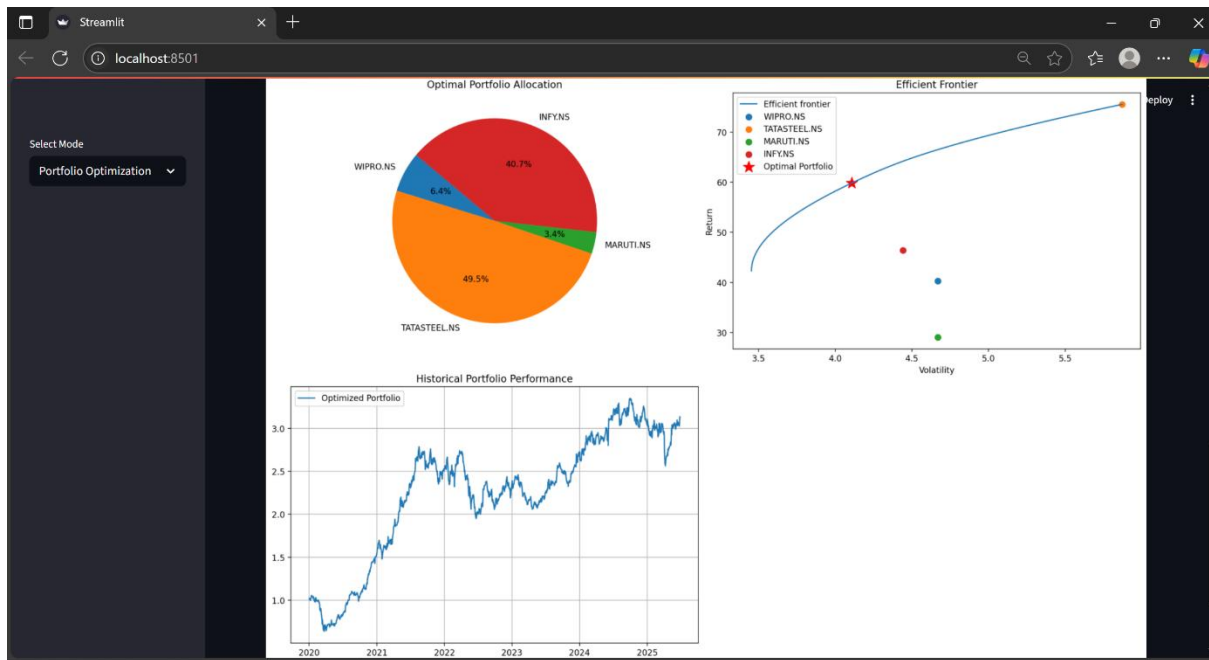 Streamlit
localhost:8501
eploy
Select Mode
Portfolio Optimization
Optimal Portfolio Allocation
INFY.NS
40.7%
WIPRO.NS
6.4%
3.4%
MARUTI.NS
49.5%
TATASTEEL.NS
Efficient Frontier
Efficient frontier
WIPRO.NS
TATASTEEL.NS
MARUTI.NS
INFY.NS
Optimal Portfolio
70
60
50
40
30
Return
3.5 4.0 4.5 5.0 5.5
Volatility
Historical Portfolio Performance
Optimized Portfolio
3.0
2.5
2.0
1.5
1.0
2020 2021 2022 2023 2024 2025